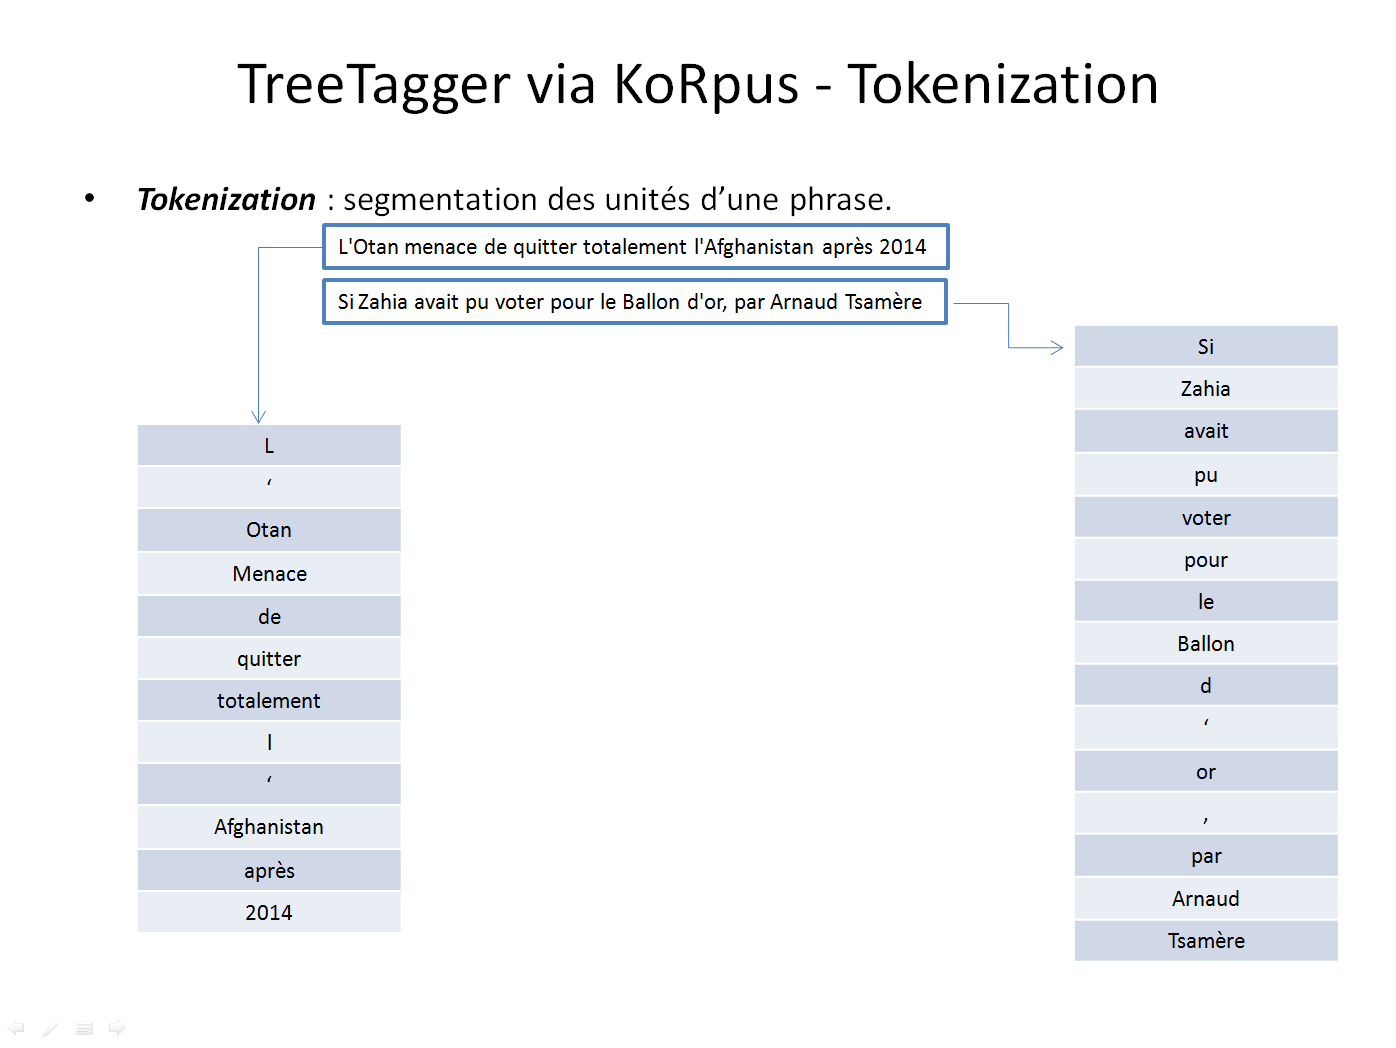 TreeTagger via KoRpus - Tokenization
• Tokenization : segmentation des unités d’une phrase.
L'Otan menace de quitter totalement l'Afghanistan après 2014
Si Zahia avait pu voter pour le Ballon d'or, par Arnaud Tsamère
L
‘
Otan
Menace
de
quitter
totalement
l
‘
Afghanistan
après
2014
Si
Zahia
avait
pu
voter
pour
le
Ballon
d
‘
or
,
par
Arnaud
Tsamère